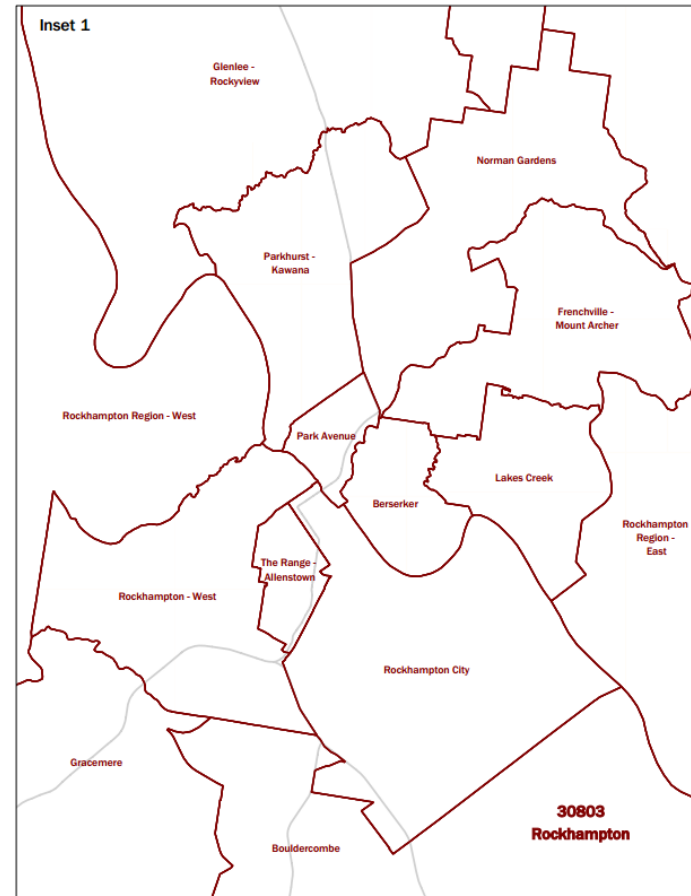 Inset 1
Glenlee -
Rockyview
Norman Gardens
Parkhurst -
Kawana
Frenchville -
Mount Archer
Rockhampton Region - West
Park Avenue
Lakes Creek
Berserker
Rockhampton
Region -
East
The Range -
Allenstown
Rockhampton - West
Rockhampton City
Gracemere
30803
Rockhampton
Bouldercombe